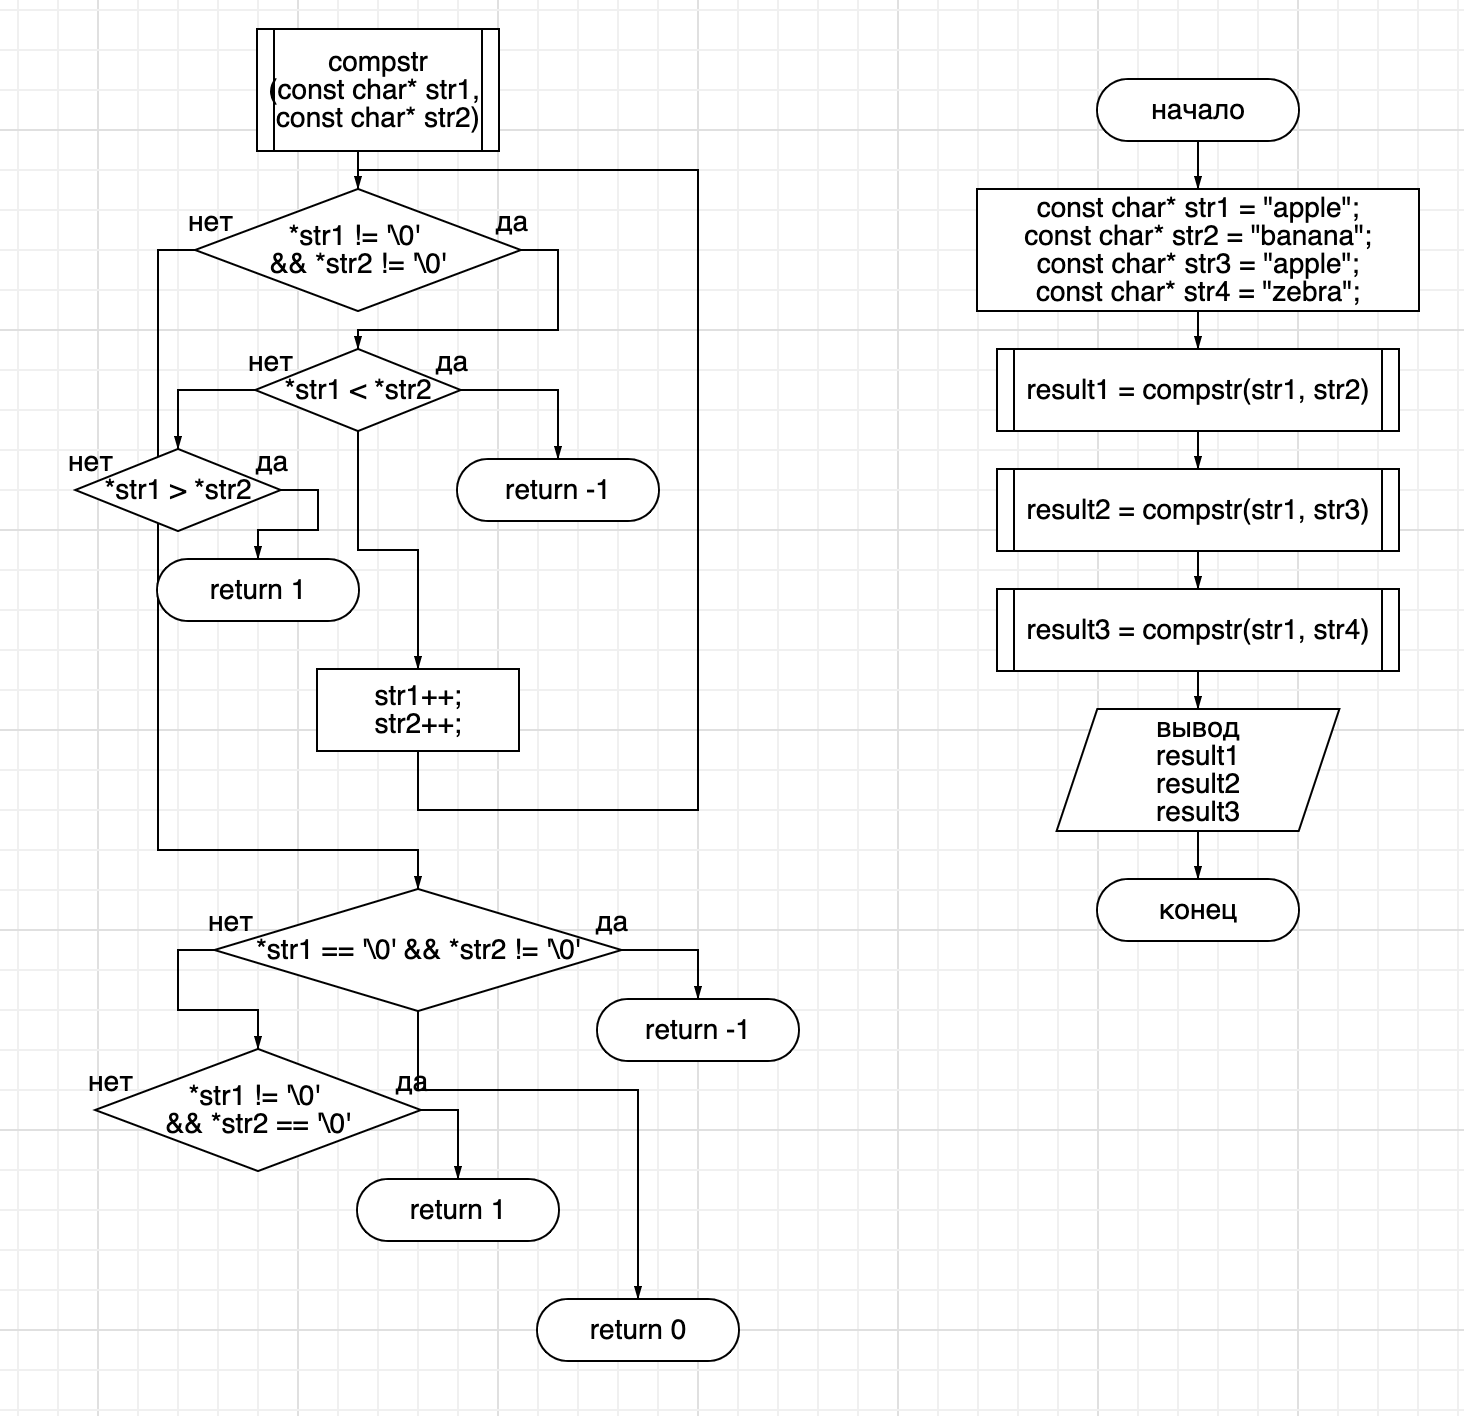 compstr
(const char* str1,
const char* str2)
нет
да
*str1 != '\0'
&& *str2 != '\0'
нет
да
*str1 < *str2
нет
да
*str1 > *str2
return -1
return 1
str1++;
str2++;
нет
да
*str1 == '\0' && *str2 != '\0'
return -1
нет
да
*str1 != '\0'
&& *str2 == '\0'
return 1
return 0
начало
const char* str1 = "apple";
const char* str2 = "banana";
const char* str3 = "apple";
const char* str4 = "zebra";
result1 = compstr(str1, str2)
result2 = compstr(str1, str3)
result3 = compstr(str1, str4)
вывод
result1
result2
result3
конец